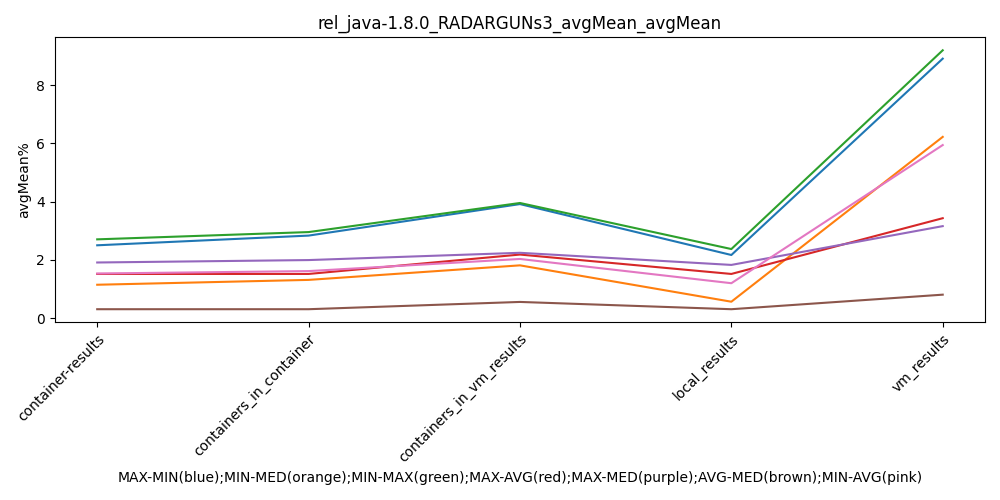 rel_java-1.8.0_RADARGUNs3_avgMean_avgMean
8
6
4
2
0
avgMean%
container-results
containers_in_container
containers_in_vm_results
local_results
vm_results
MAX-MIN(blue);MIN-MED(orange);MIN-MAX(green);MAX-AVG(red);MAX-MED(purple);AVG-MED(brown);MIN-AVG(pink)